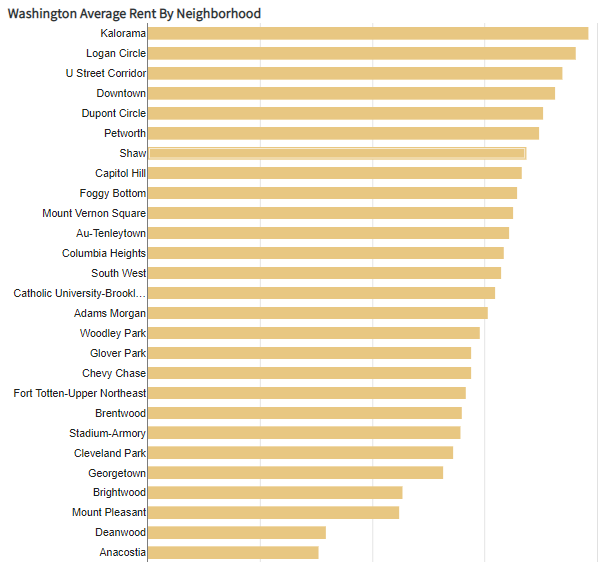 Washington Average Rent By Neighborhood
Kalorama
Logan Circle
U Street Corridor
Downtown
Dupont Circle
Petworth
Shaw
Capitol Hill
Foggy Bottom
Mount Vernon Square
Au-Tenleytown
Columbia Heights
South West
Catholic University-Brookl...
Adams Morgan
Woodley Park
Glover Park
Chevy Chase
Fort Totten-Upper Northeast
Brentwood
Stadium-Armory
Cleveland Park
Georgetown
Brightwood
Mount Pleasant
Deanwood
Anacostia